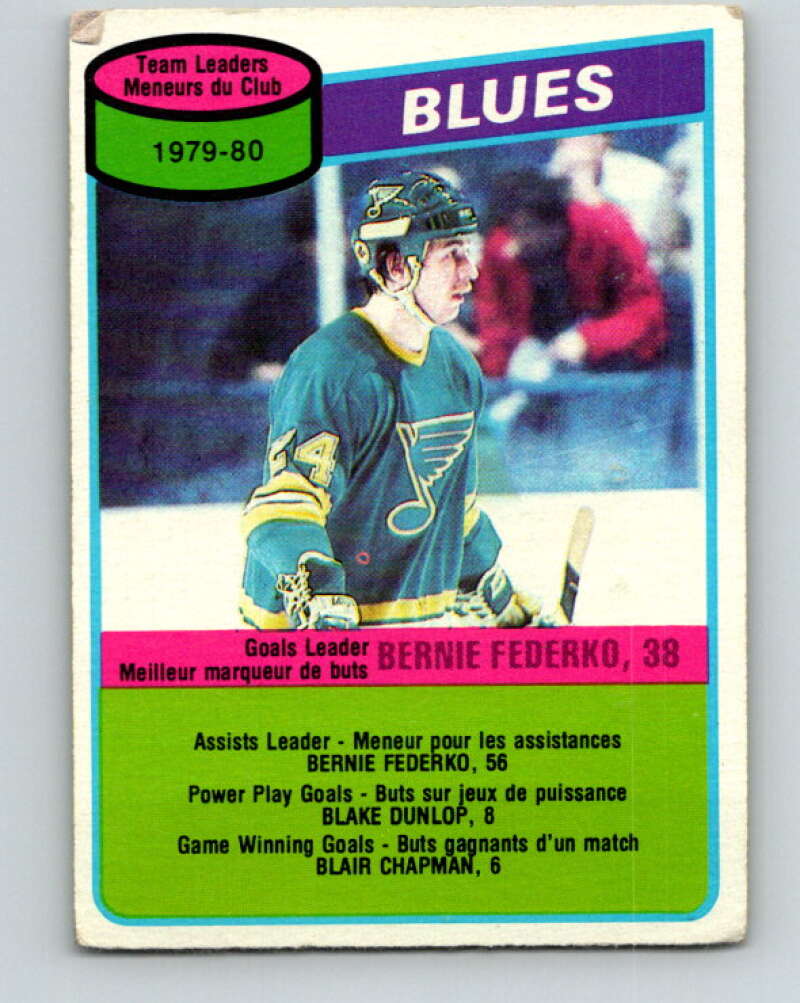 Team Leaders
Meneurs du Club
1979-80
BLUES
24
Goals Leader
Meilleur marqueur de buts
BERNIE FEDERKO, 38
Assists Leader - Meneur pour les assistances
BERNIE FEDERKO, 56
Power Play Goals - Buts sur jeux de puissance
BLAKE DUNLOP, 8
Game Winning Goals - Buts gagnants d'un match
BLAIR CHAPMAN, 6